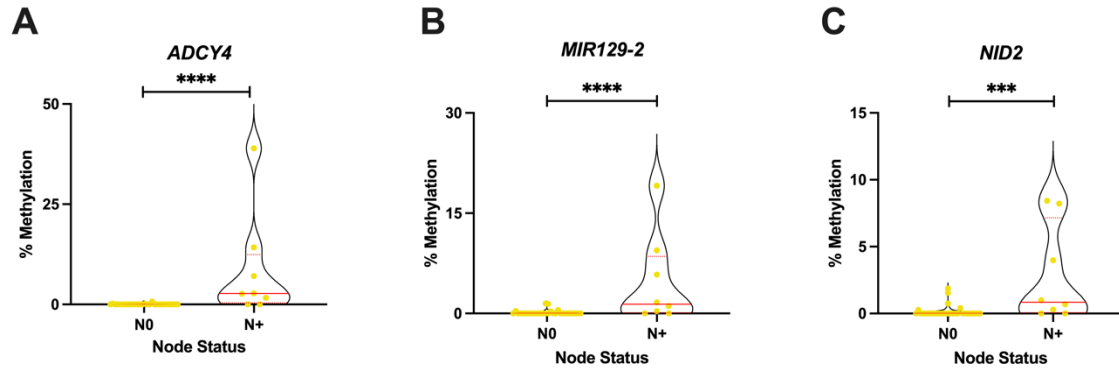 A
ADCY4
****
50
25
0
% Methylation
N0 N+
Node Status
B
MIR129-2
****
30
15
0
% Methylation
N0 N+
Node Status
C
NID2
***
15
10
5
0
% Methylation
N0 N+
Node Status